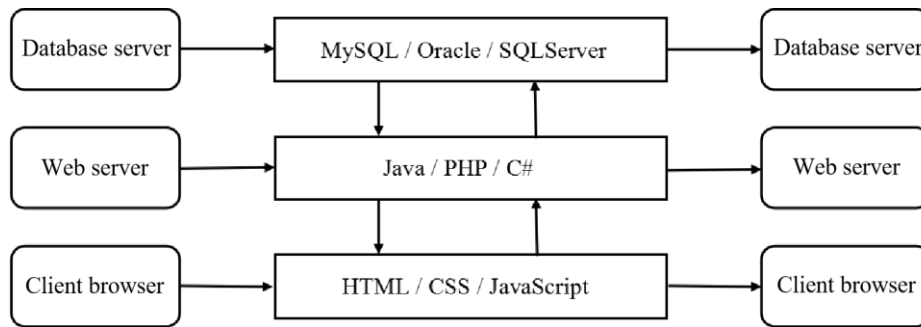 Database server
MySQL / Oracle / SQLServer
Database server
Web server
Java / PHP / C#
Web server
Client browser
HTML / CSS / JavaScript
Client browser